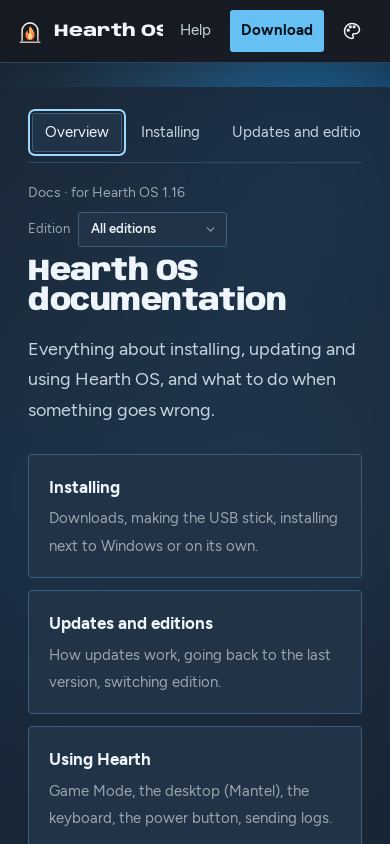 Hearth OS Help Download
Overview Installing Updates and editio
Docs · for Hearth OS 1.16
Edition All editions
Hearth OS
documentation
Everything about installing, updating and
using Hearth OS, and what to do when
something goes wrong.
Installing
Downloads, making the USB stick, installing
next to Windows or on its own.
Updates and editions
How updates work, going back to the last
version, switching edition.
Using Hearth
Game Mode, the desktop (Mantel), the
keyboard, the power button, sending logs.